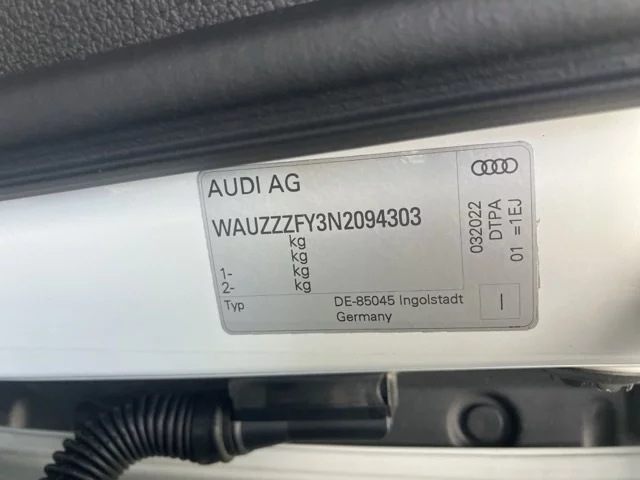 AUDI AG
WAUZZZFY3N2094303
kg
kg
1- kg
2- kg
Typ
DE-85045 Ingolstadt
Germany
032022
DTPA
01 =1EJ
I